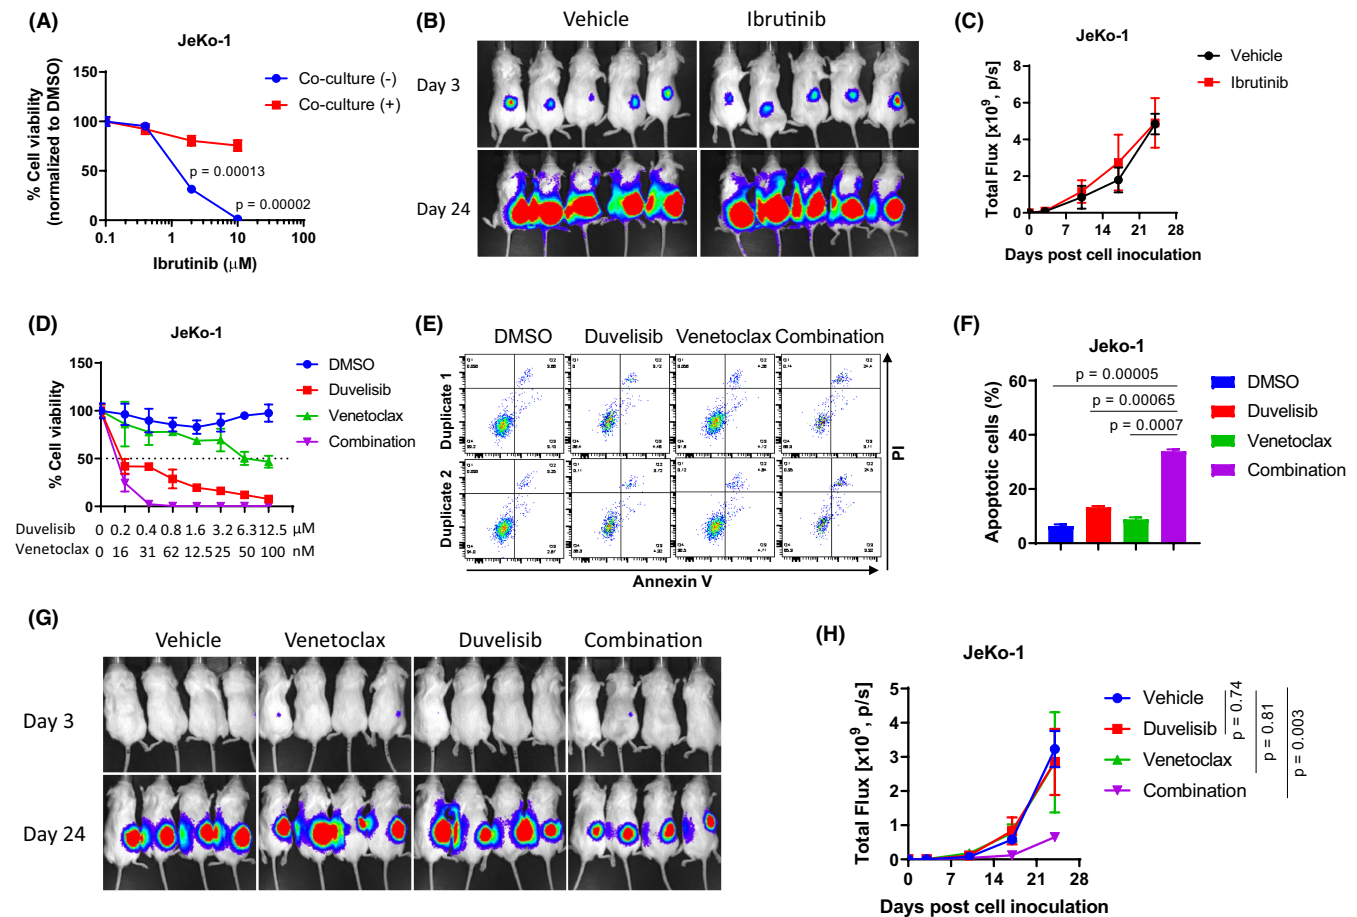 (A)
JeKo-1
% Cell viability
(normalized to DMSO)
150
100
50
0
0.1
1
10
100
Ibrutinib (μM)
Co-culture (-)
Co-culture (+)
p = 0.00013
p = 0.00002
(B)
Vehicle
Ibrutinib
Day 3
Day 24
(C)
JeKo-1
Total Flux [x10⁹, p/s]
8
6
4
2
0
0
7
14
21
28
Days post cell inoculation
Vehicle
Ibrutinib
(D)
JeKo-1
% Cell viability
150
100
50
0
DMSO
Duvelisib
Venetoclax
Combination
Duvelisib 0 0.2 0.4 0.8 1.6 3.2 6.3 12.5 μM
Venetoclax 0 16 31 62 12.5 25 50 100 nM
(E)
DMSO Duvelisib Venetoclax Combination
Duplicate 1
Duplicate 2
PI
Annexin V
(F)
Jeko-1
Apoptotic cells (%)
60
40
20
0
p = 0.00005
p = 0.00065
p = 0.0007
DMSO
Duvelisib
Venetoclax
Combination
(G)
Vehicle
Venetoclax
Duvelisib
Combination
Day 3
Day 24
(H)
JeKo-1
Total Flux [x10⁹, p/s]
5
4
3
2
1
0
0
7
14
21
28
Days post cell inoculation
Vehicle
Duvelisib
Venetoclax
Combination
p = 0.74
p = 0.81
p = 0.003